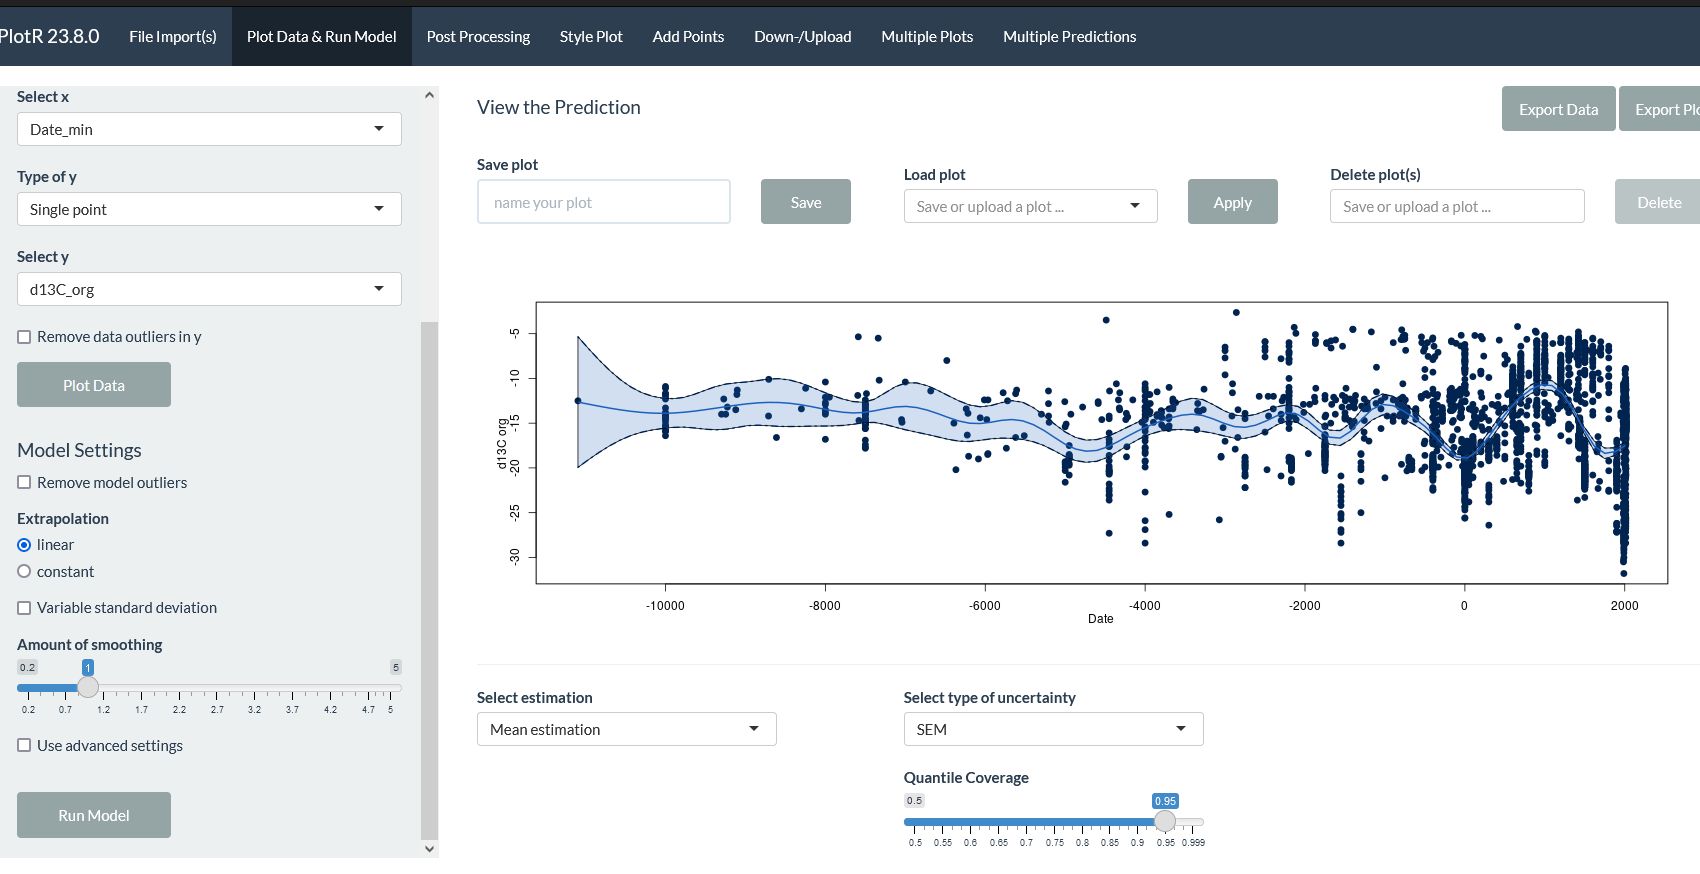 PlotR 23.8.0 File Import(s) Plot Data & Run Model Post Processing Style Plot Add Points Down-/Upload Multiple Plots Multiple Predictions
Select x
Date_min
Type of y
Single point
Select y
d13C_org
Remove data outliers in y
Plot Data
Model Settings
Remove model outliers
Extrapolation
linear
constant
Variable standard deviation
Amount of smoothing
0.2 1 5
0.2 0.7 1.2 1.7 2.2 2.7 3.2 3.7 4.2 4.7 5
Use advanced settings
Run Model
View the Prediction
Export Data Export Plo
Save plot
name your plot
Save
Load plot
Save or upload a plot ...
Apply
Delete plot(s)
Save or upload a plot ...
Delete
d13C org
-5
-10
-15
-20
-25
-30
-10000 -8000 -6000 -4000 -2000 0 2000
Date
Select estimation
Mean estimation
Select type of uncertainty
SEM
Quantile Coverage
0.5 0.95
0.5 0.55 0.6 0.65 0.7 0.75 0.8 0.85 0.9 0.95 0.999